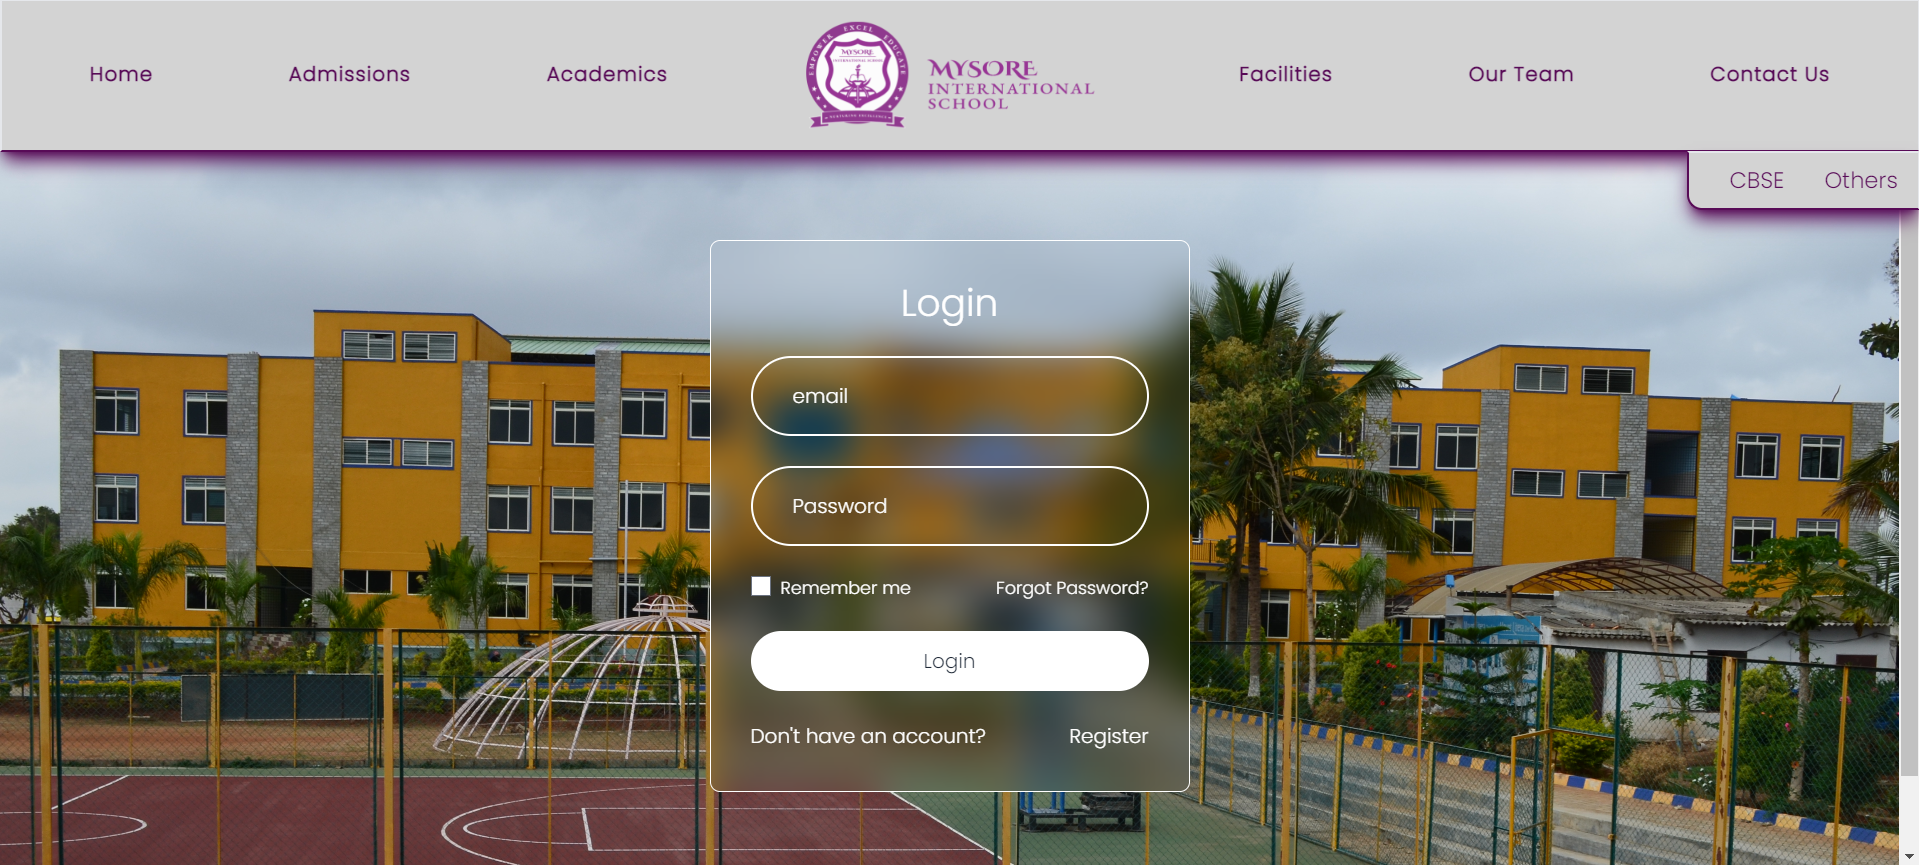 Home
Admissions
Academics
EMPOWER EXCEL EDUCATE
MYSORE
INTERNATIONAL SCHOOL
NURTURING EXCELLENCE
MYSORE
INTERNATIONAL
SCHOOL
Facilities
Our Team
Contact Us
CBSE
Others
Login
email
Password
Remember me
Forgot Password?
Login
Don't have an account?
Register